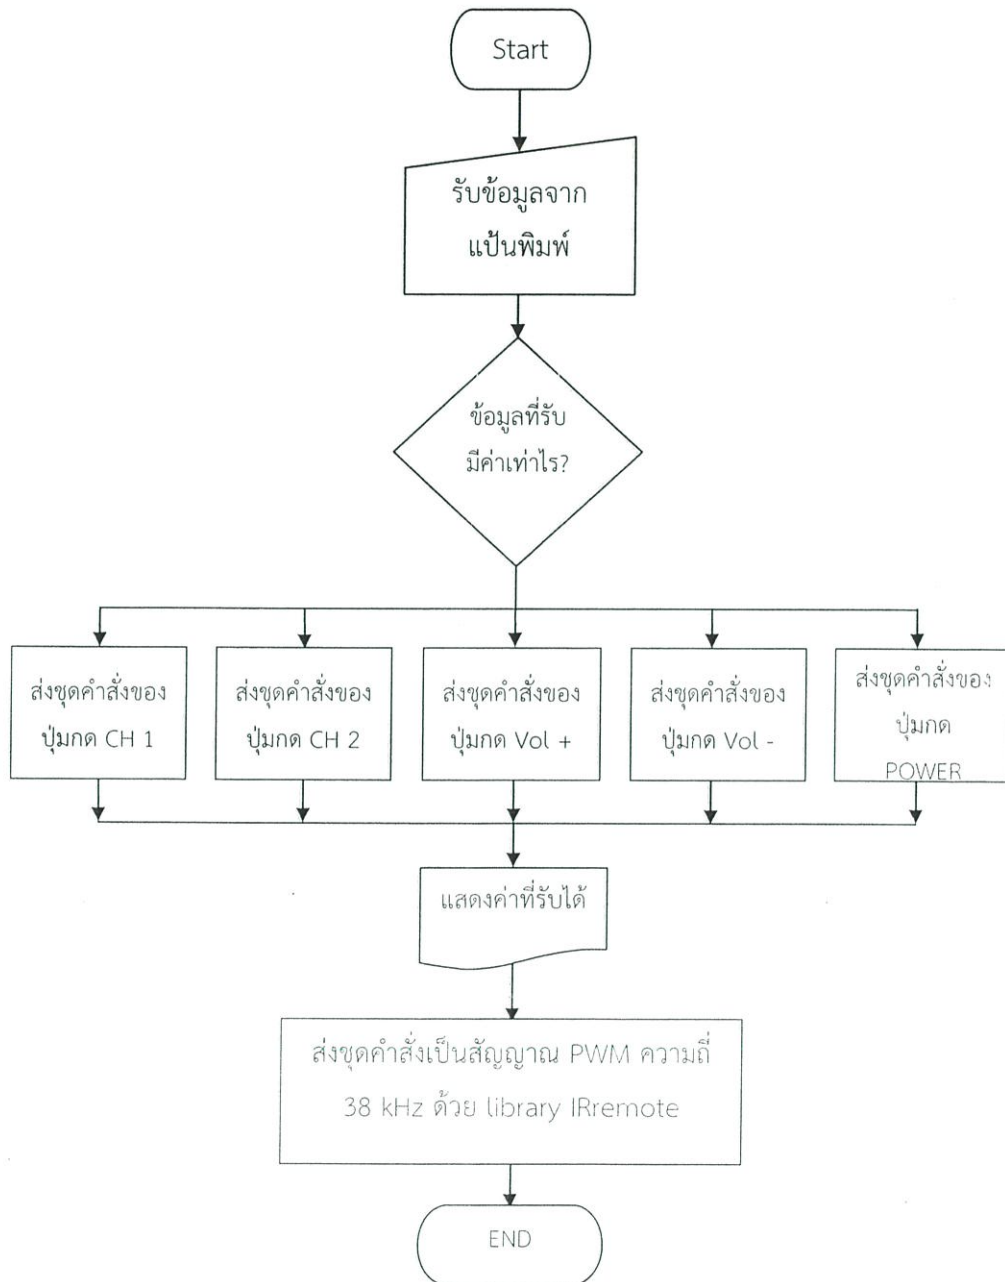 Start
รับข้อมูลจาก
แป้นพิมพ์
ข้อมูลที่รับ
มีค่าเท่าไร?
ส่งชุดคำสั่งของ
ปุ่มกด CH 1
ส่งชุดคำสั่งของ
ปุ่มกด CH 2
ส่งชุดคำสั่งของ
ปุ่มกด Vol +
ส่งชุดคำสั่งของ
ปุ่มกด Vol -
ส่งชุดคำสั่งของ
ปุ่มกด
POWER
แสดงค่าที่รับได้
ส่งชุดคำสั่งเป็นสัญญาณ PWM ความถี่
38 kHz ด้วย library IRremote
END